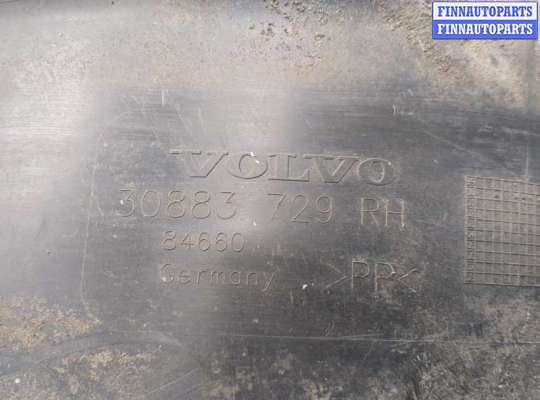 FINNAUTOPARTS
FINNAUTOPARTS
VOLVO
30883 729 RH
84660
Germany >PP<